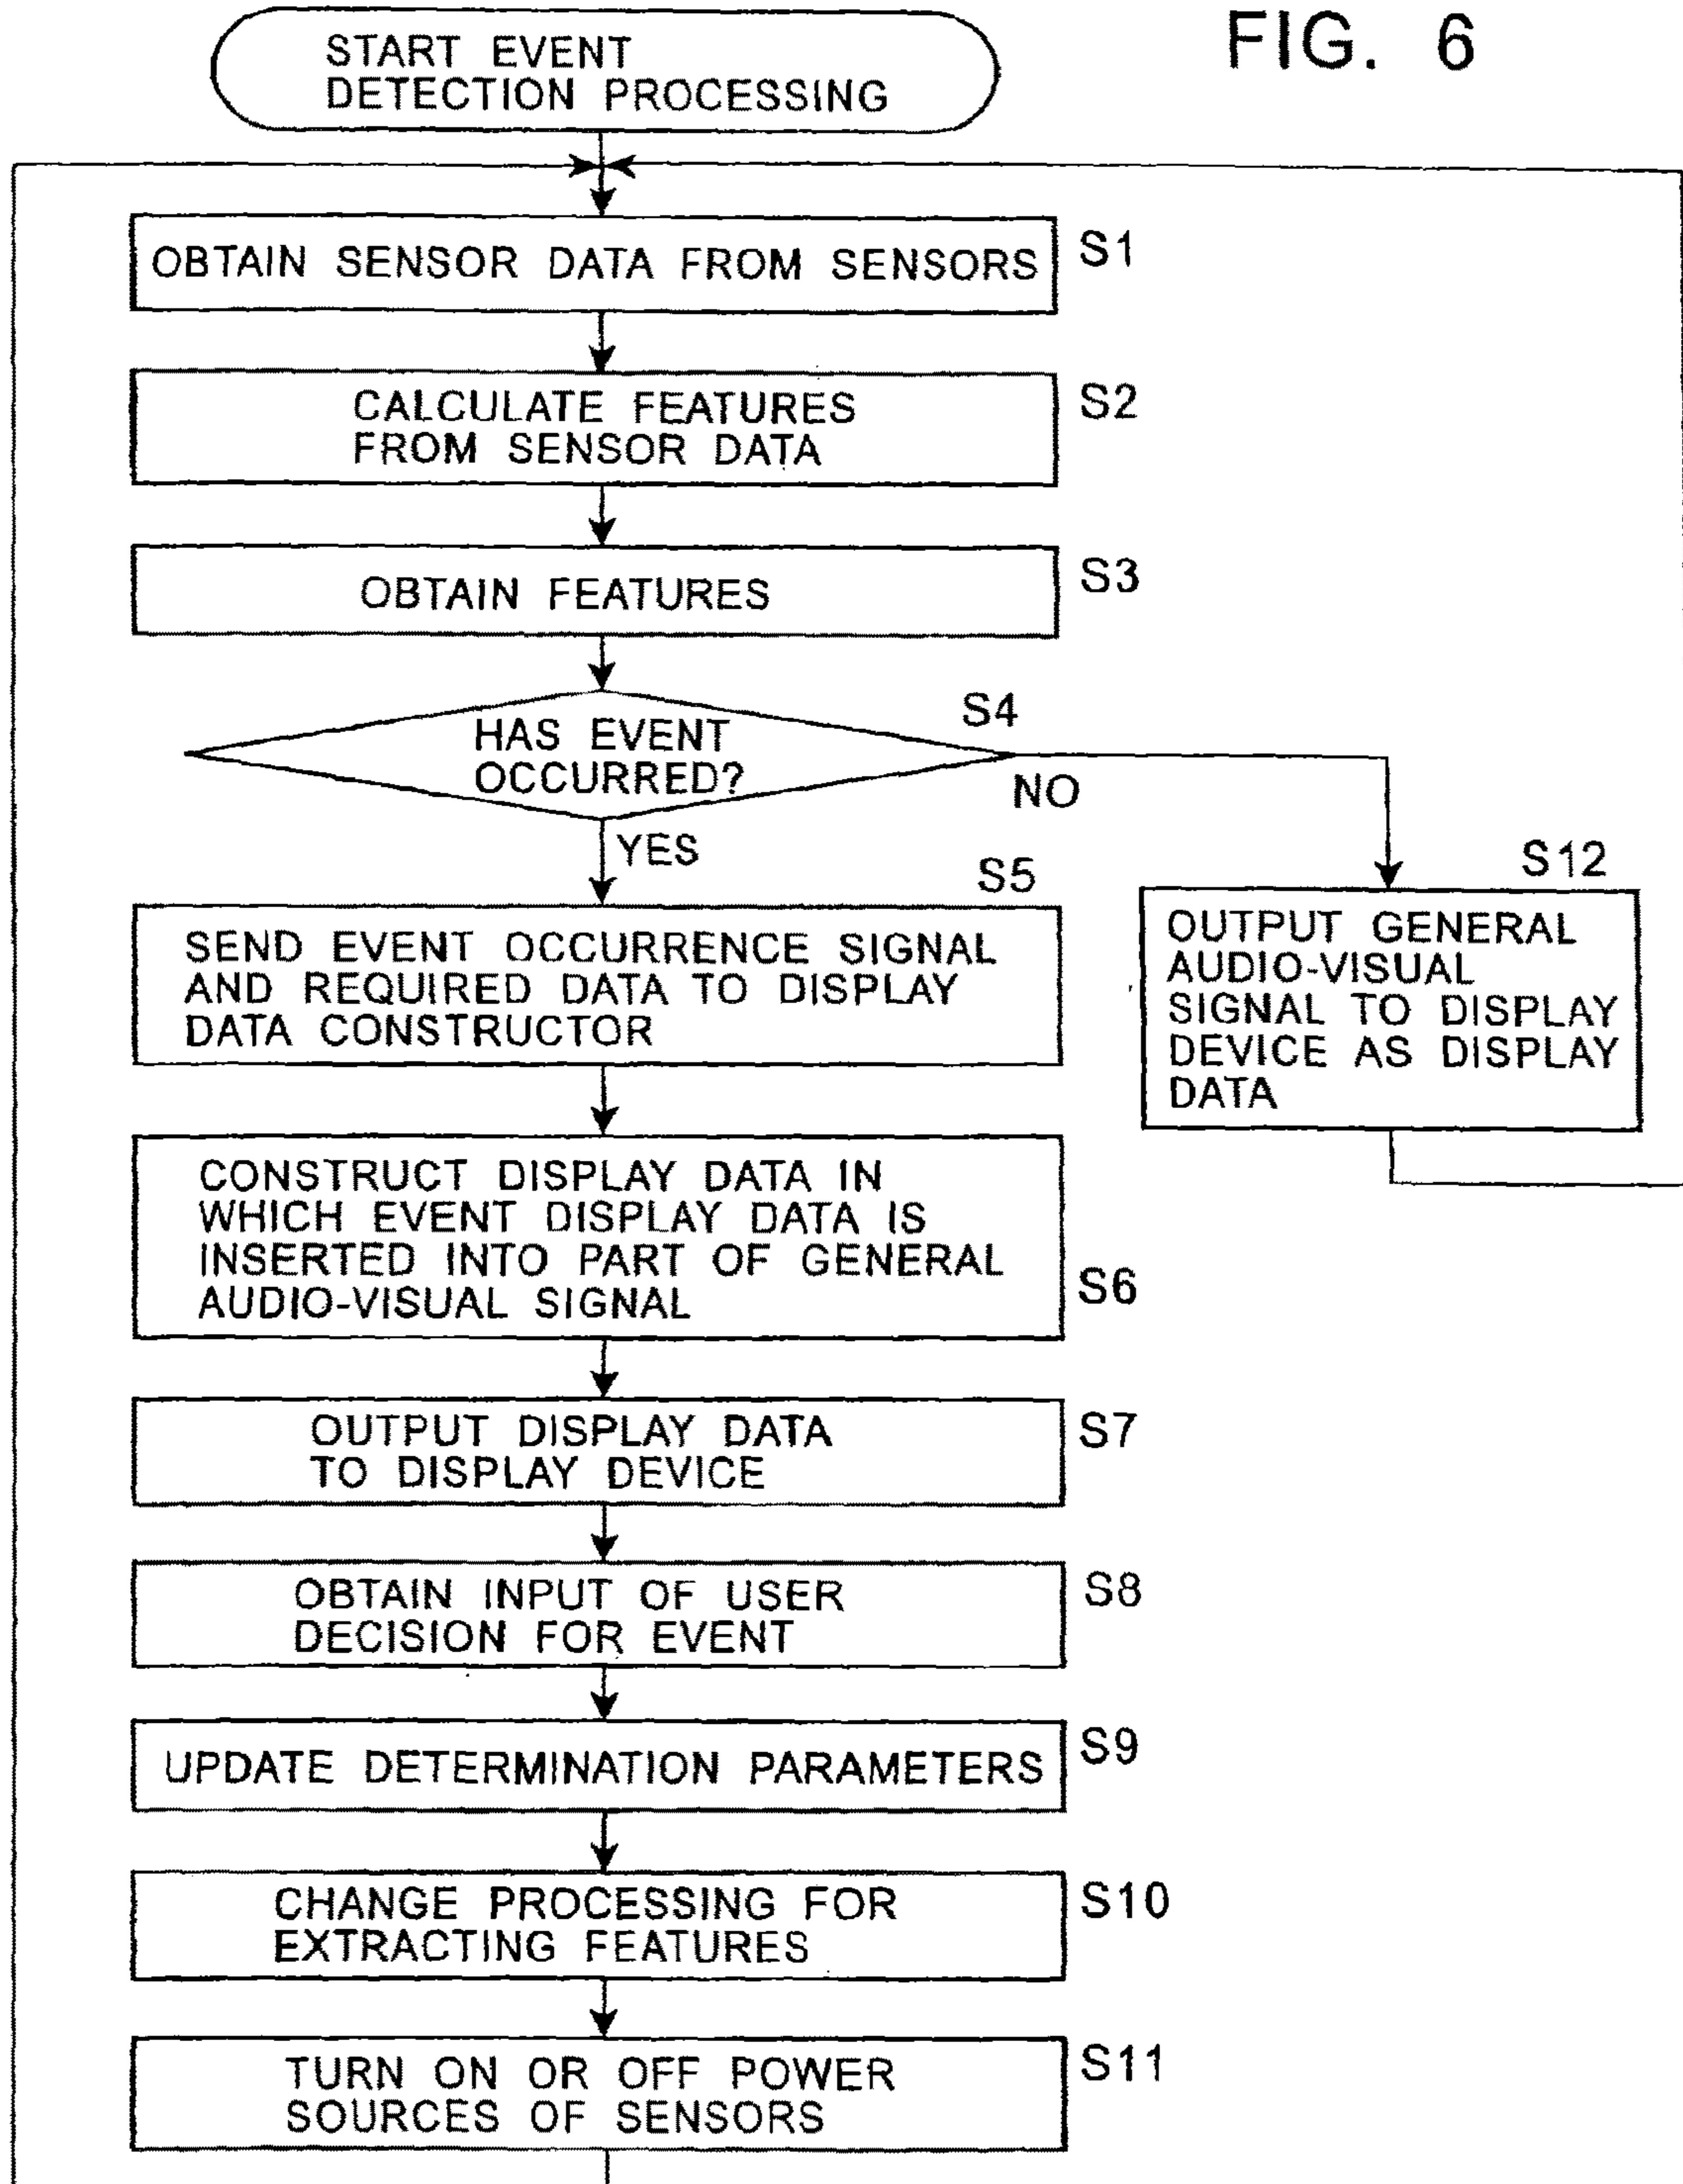 FIG. 6
START EVENT
DETECTION PROCESSING
OBTAIN SENSOR DATA FROM SENSORS
S1
CALCULATE FEATURES
FROM SENSOR DATA
S2
OBTAIN FEATURES
S3
HAS EVENT
OCCURRED?
S4
NO
YES
S5
SEND EVENT OCCURRENCE SIGNAL
AND REQUIRED DATA TO DISPLAY
DATA CONSTRUCTOR
S12
OUTPUT GENERAL
AUDIO-VISUAL
SIGNAL TO DISPLAY
DEVICE AS DISPLAY
DATA
CONSTRUCT DISPLAY DATA IN
WHICH EVENT DISPLAY DATA IS
INSERTED INTO PART OF GENERAL
AUDIO-VISUAL SIGNAL
S6
OUTPUT DISPLAY DATA
TO DISPLAY DEVICE
S7
OBTAIN INPUT OF USER
DECISION FOR EVENT
S8
UPDATE DETERMINATION PARAMETERS
S9
CHANGE PROCESSING FOR
EXTRACTING FEATURES
S10
TURN ON OR OFF POWER
SOURCES OF SENSORS
S11